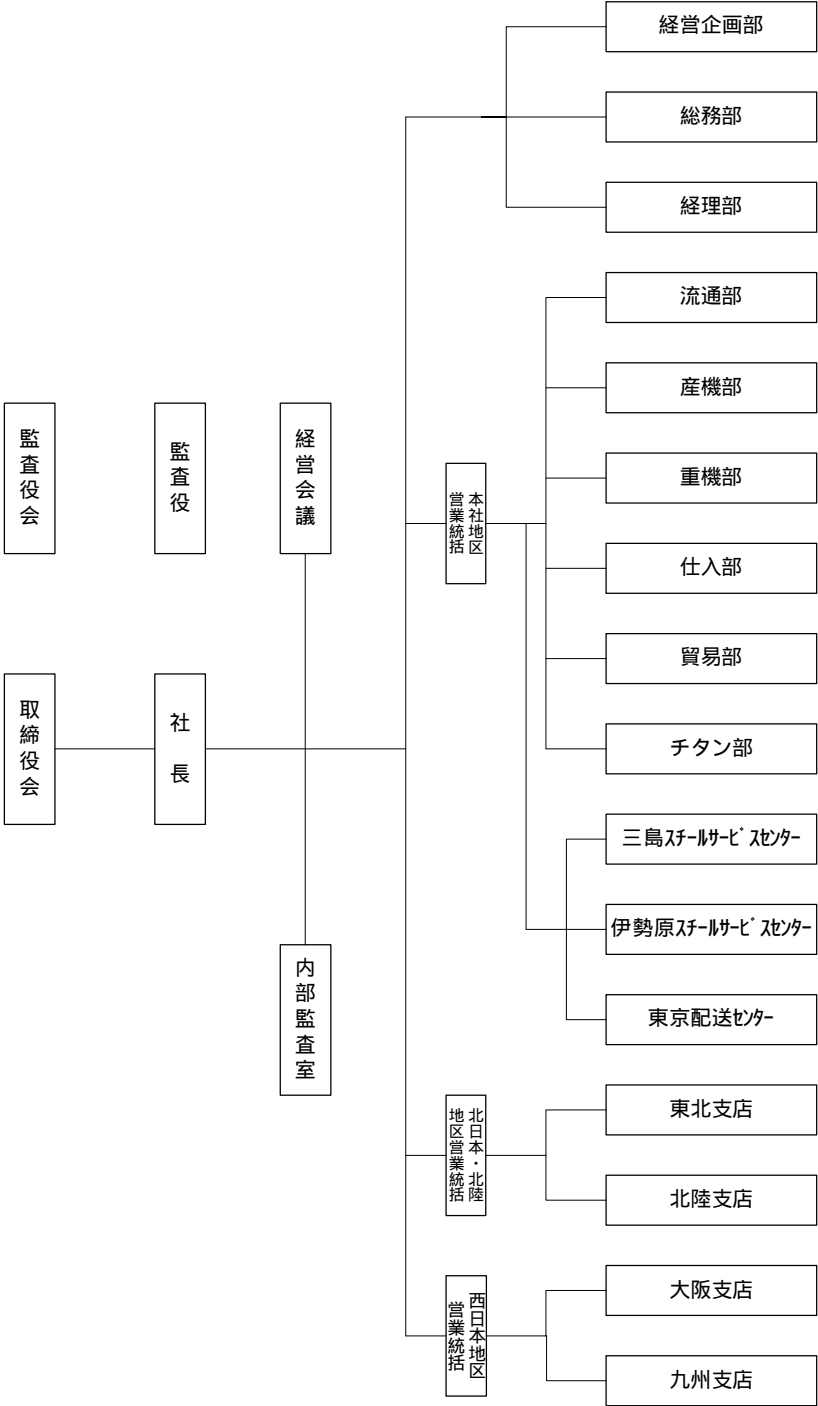 経営企画部
総務部
経理部
流通部
産機部
重機部
仕入部
貿易部
チタン部
三島ｽﾁｰﾙｻｰﾋﾞｽｾﾝﾀｰ
伊勢原ｽﾁｰﾙｻｰﾋﾞｽｾﾝﾀｰ
東京配送ｾﾝﾀｰ
東北支店
北陸支店
大阪支店
九州支店
本社地区
営業統括
北日本・北陸
地区営業統括
西日本地区
営業統括
経営会議
内部監査室
監査役
社長
監査役会
取締役会